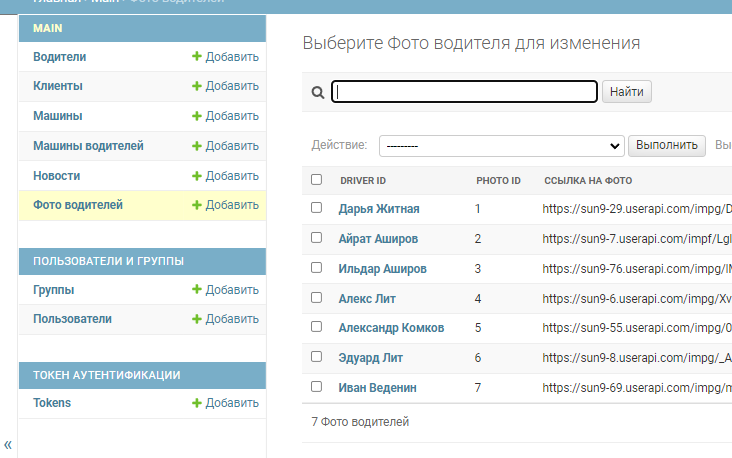 Главная › Main › Фото водителей
MAIN
Водители + Добавить
Клиенты + Добавить
Машины + Добавить
Машины водителей + Добавить
Новости + Добавить
Фото водителей + Добавить
ПОЛЬЗОВАТЕЛИ И ГРУППЫ
Группы + Добавить
Пользователи + Добавить
ТОКЕН АУТЕНТИФИКАЦИИ
Tokens + Добавить
«
Выберите Фото водителя для изменения
Найти
Действие: --------- Выполнить Вы
DRIVER ID PHOTO ID ССЫЛКА НА ФОТО
Дарья Житная 1 https://sun9-29.userapi.com/impg/D
Айрат Аширов 2 https://sun9-7.userapi.com/impf/Lgl
Ильдар Аширов 3 https://sun9-76.userapi.com/impg/lM
Алекс Лит 4 https://sun9-6.userapi.com/impg/Xv
Александр Комков 5 https://sun9-55.userapi.com/impg/0
Эдуард Лит 6 https://sun9-8.userapi.com/impg/_A
Иван Веденин 7 https://sun9-69.userapi.com/impg/m
7 Фото водителей